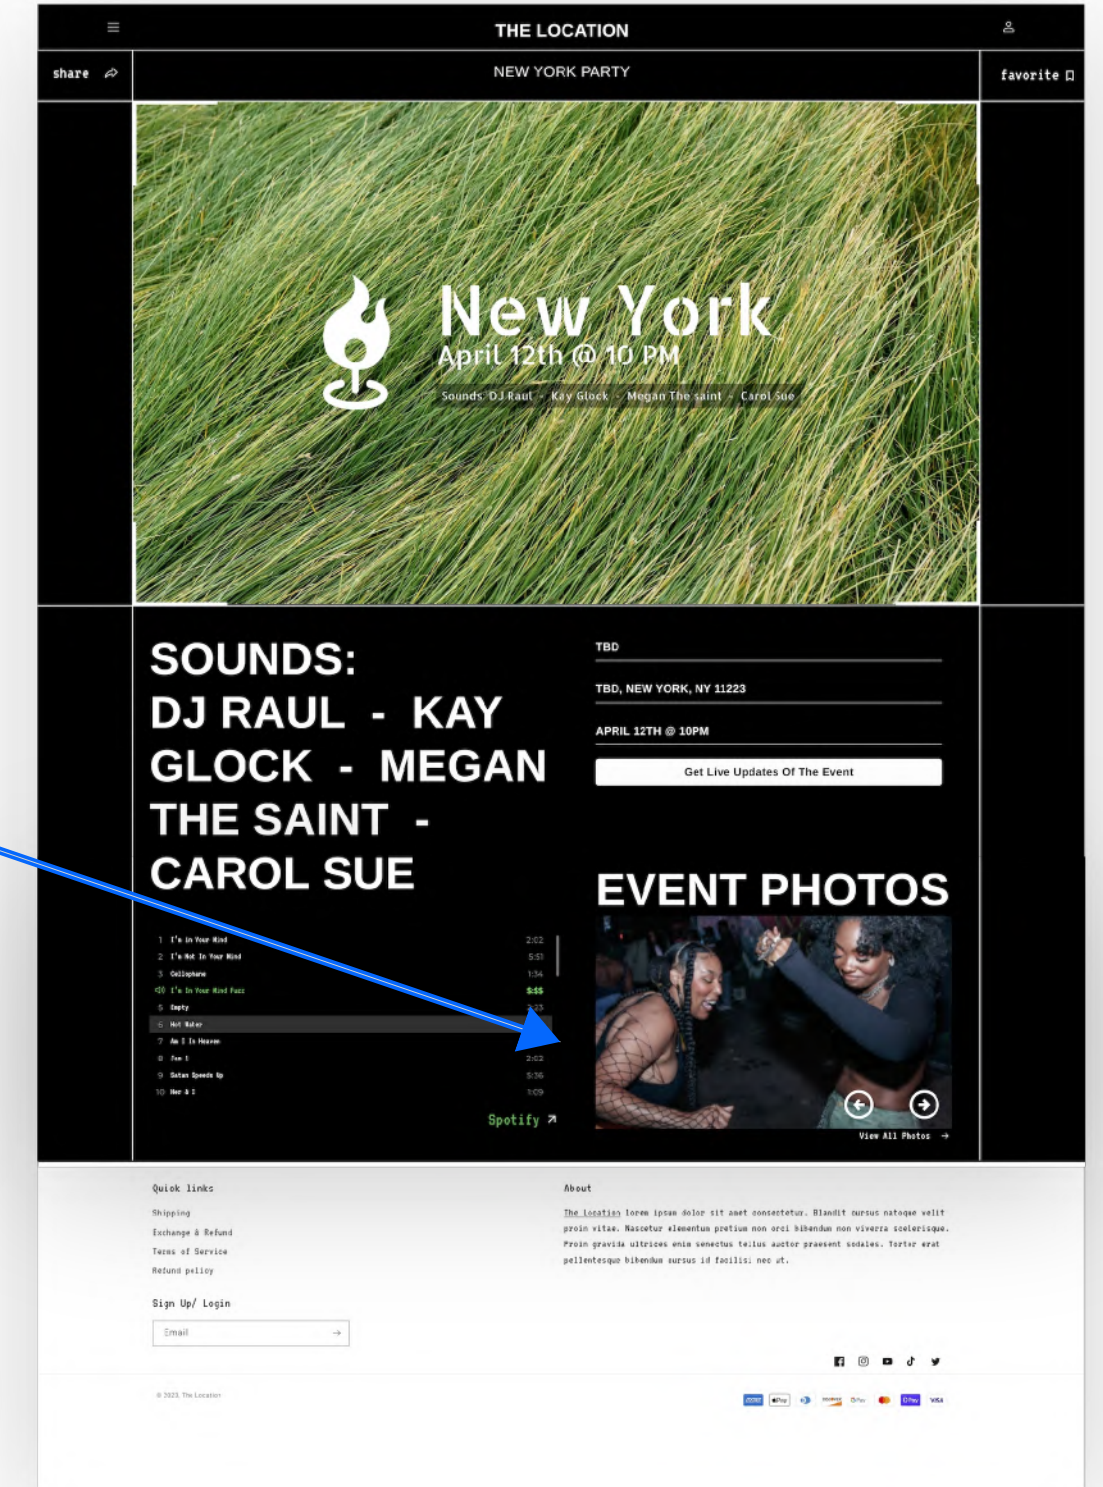 THE LOCATION
share
NEW YORK PARTY
favorite
New York
April 12th @ 10 PM
Sounds: DJ Raul - Kay Glock - Megan The saint - Carol Sue
SOUNDS:
DJ RAUL - KAY
GLOCK - MEGAN
THE SAINT -
CAROL SUE
TBD
TBD, NEW YORK, NY 11223
APRIL 12TH @ 10PM
Get Live Updates Of The Event
EVENT PHOTOS
1 I'm In Your Mind 2:02
2 I'm Not In Your Mind 5:51
3 Cellophane 1:34
I'm In Your Mind Fuzz $:$$
5 Empty 2:23
6 Hot Water
7 Am I In Heaven
8 2:02
9 Satan Speeds Up 5:36
10 Her & I 1:09
Spotify
View All Photos
Quick links
Shipping
Exchange & Refund
Terms of Service
Refund policy
Sign Up/ Login
Email
About
The Location lorem ipsum dolor sit amet consectetur. Blandit cursus natoque velit
proin vitae. Nascetur elementum pretium non orci bibendum non viverra scelerisque.
Proin gravida ultrices enim senectus tellus auctor praesent sodales. Tortor erat
pellentesque bibendum cursus id facilisi nec ut.
© 2023, The Location
Pay
GPay
VISA